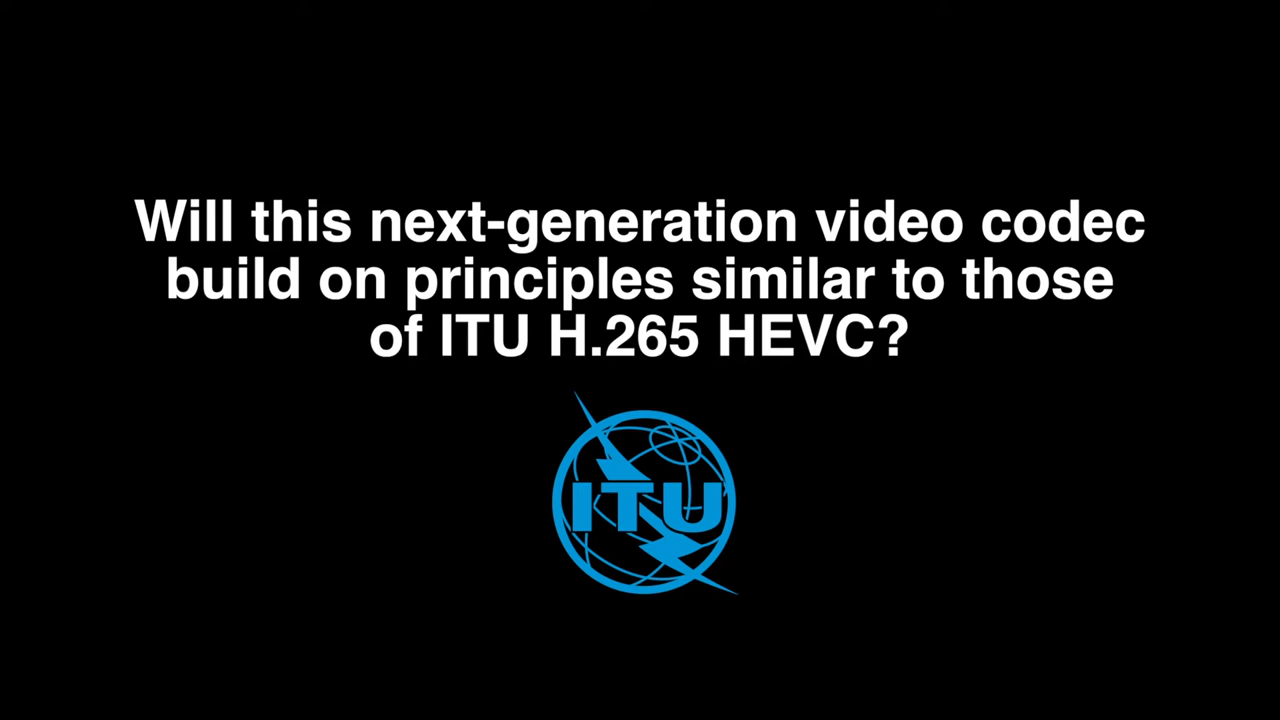 Will this next-generation video codec
build on principles similar to those
of ITU H.265 HEVC?
ITU